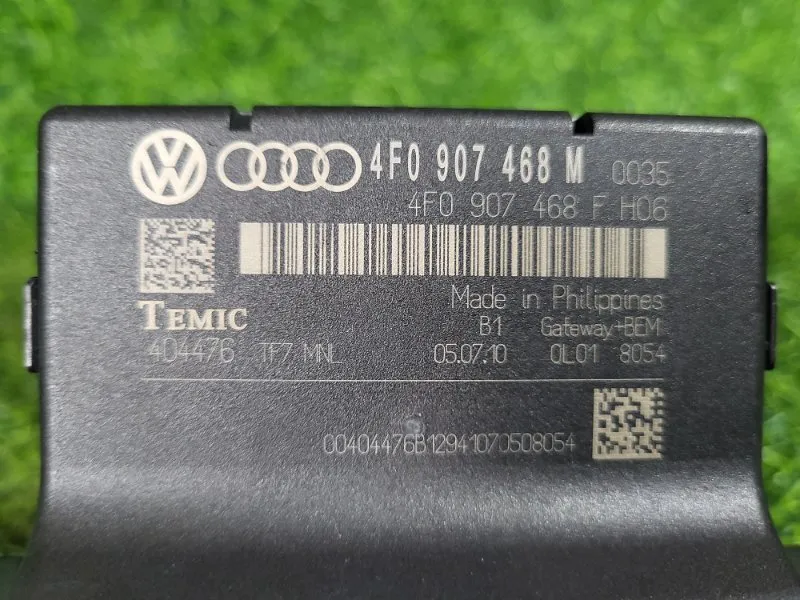 VW 4F0 907 468 M 0035
4F0 907 468 F H06
Made in Philippines
TEMIC B1 Gateway+BEM
404476 TF7 MNL 05.07.10 0L01 8054
00404476B12941070508054